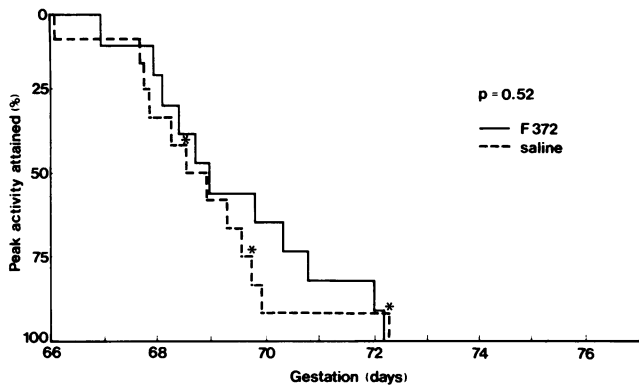 0
25
50
75
100
Peak activity attained (%)
p = 0.52
F 372
saline
*
*
*
66
68
70
72
74
76
Gestation (days)